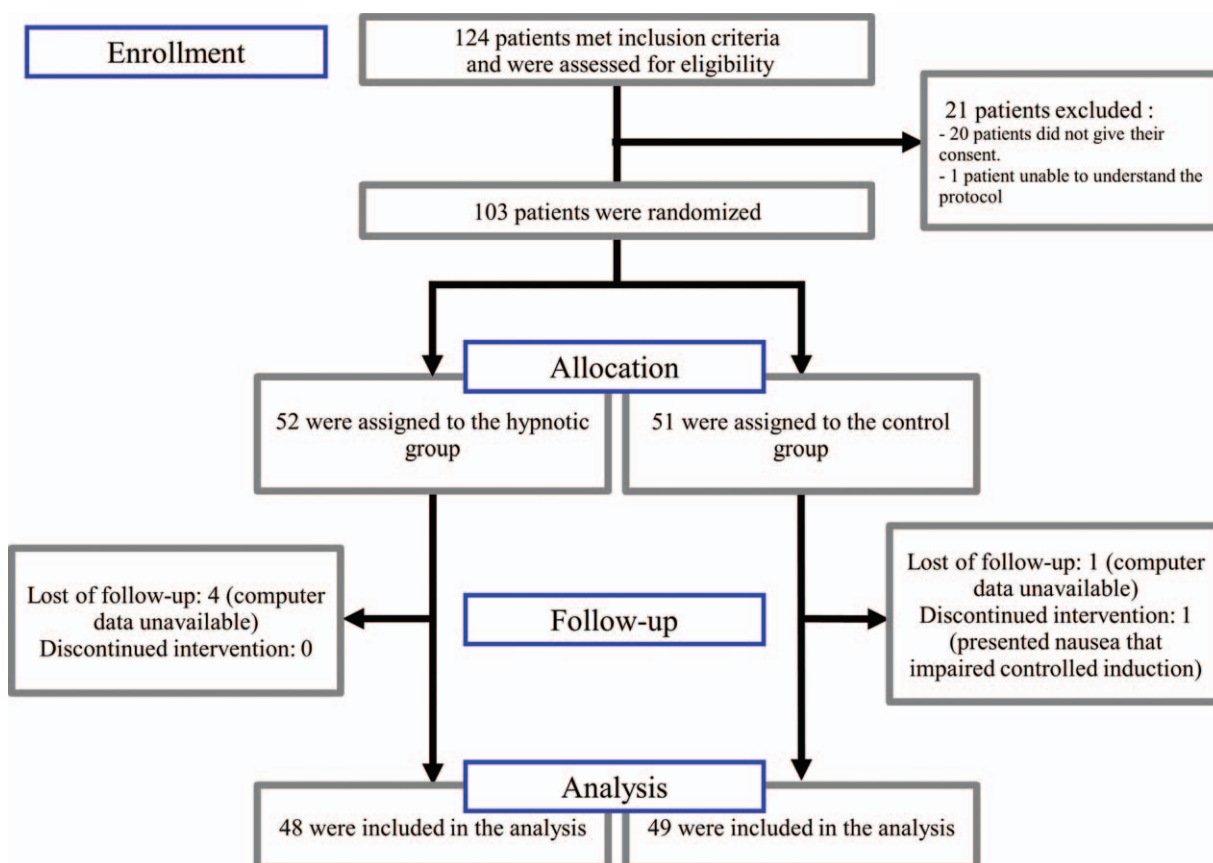 Enrollment
124 patients met inclusion criteria
and were assessed for eligibility
21 patients excluded :
- 20 patients did not give their
consent.
- 1 patient unable to understand the
protocol
103 patients were randomized
Allocation
52 were assigned to the hypnotic
group
51 were assigned to the control
group
Lost of follow-up: 4 (computer
data unavailable)
Discontinued intervention: 0
Follow-up
Lost of follow-up: 1 (computer
data unavailable)
Discontinued intervention: 1
(presented nausea that
impaired controlled induction)
Analysis
48 were included in the analysis
49 were included in the analysis